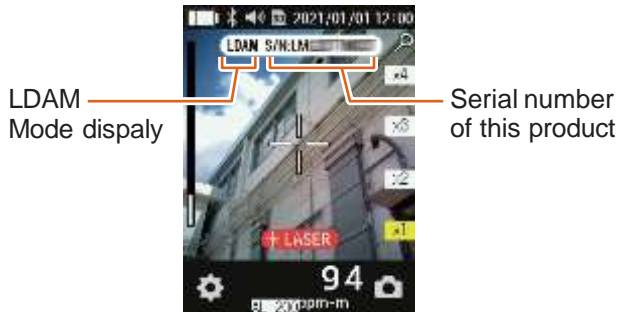 2021/01/01 12:00
LDAM S/N:LM
x4
LDAM
Mode dispaly
Serial number
of this product
x3
x2
+ LASER
x1
94
ppm-m